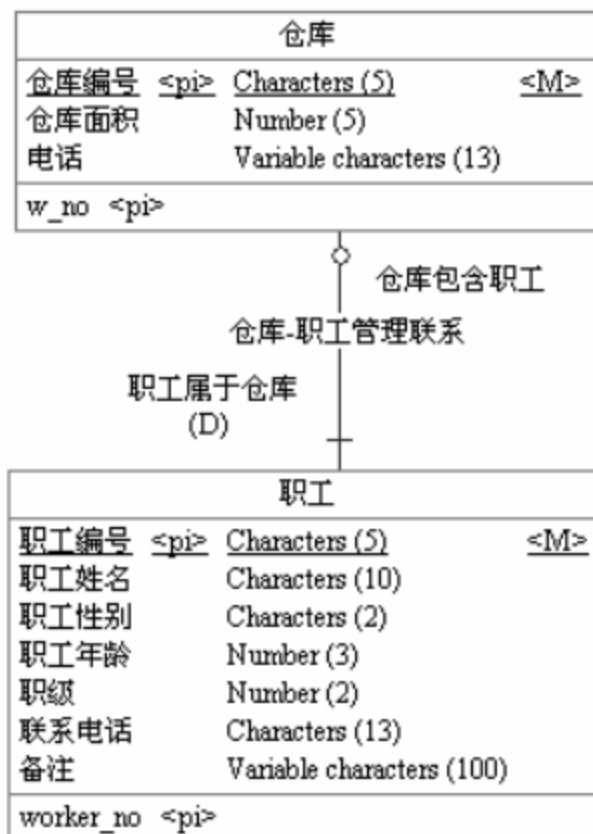 仓库
仓库编号 <pi> Characters (5) <M>
仓库面积 Number (5)
电话 Variable characters (13)
w_no <pi>
仓库包含职工
仓库-职工管理联系
职工属于仓库
(D)
职工
职工编号 <pi> Characters (5) <M>
职工姓名 Characters (10)
职工性别 Characters (2)
职工年龄 Number (3)
职级 Number (2)
联系电话 Characters (13)
备注 Variable characters (100)
worker_no <pi>